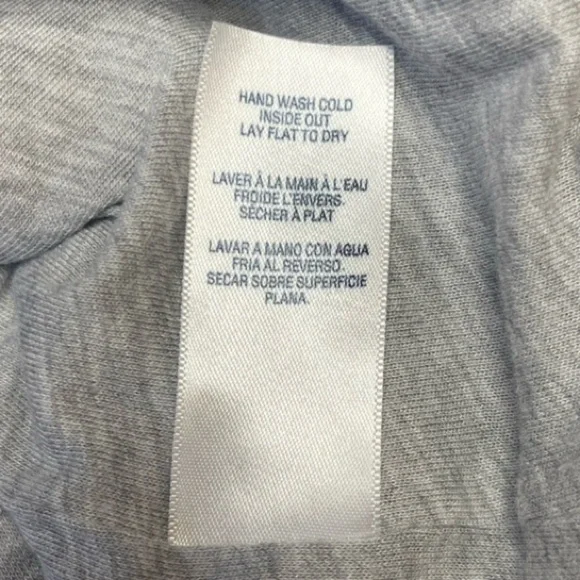 HAND WASH COLD
INSIDE OUT
LAY FLAT TO DRY
LAVER À LA MAIN À L'EAU
FROIDE L'ENVERS.
SÉCHER À PLAT
LAVAR A MANO CON AGUA
FRIA AL REVERSO.
SECAR SOBRE SUPERFICIE
PLANA.